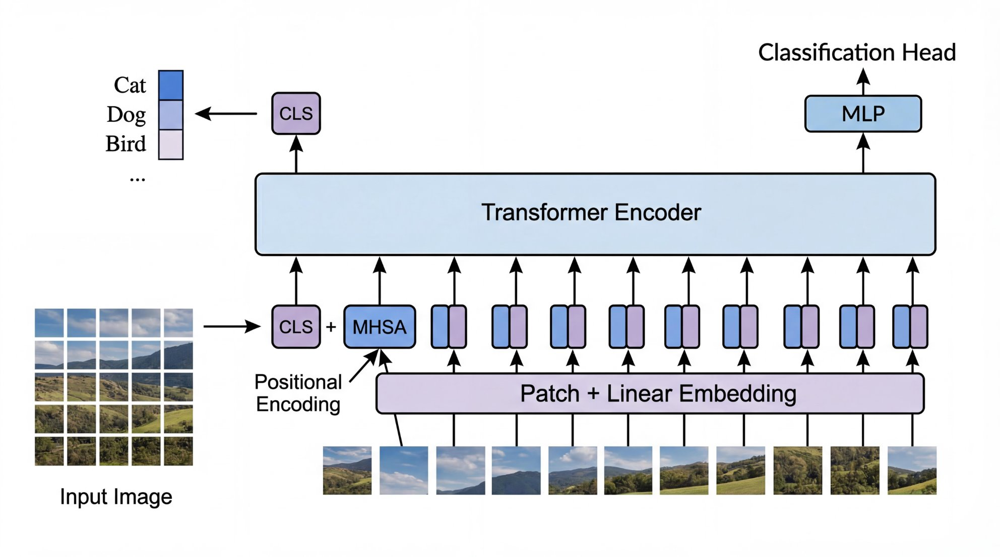 Classification Head
Cat
Dog
Bird
...
CLS
MLP
Transformer Encoder
CLS + MHSA
Positional
Encoding
Patch + Linear Embedding
Input Image